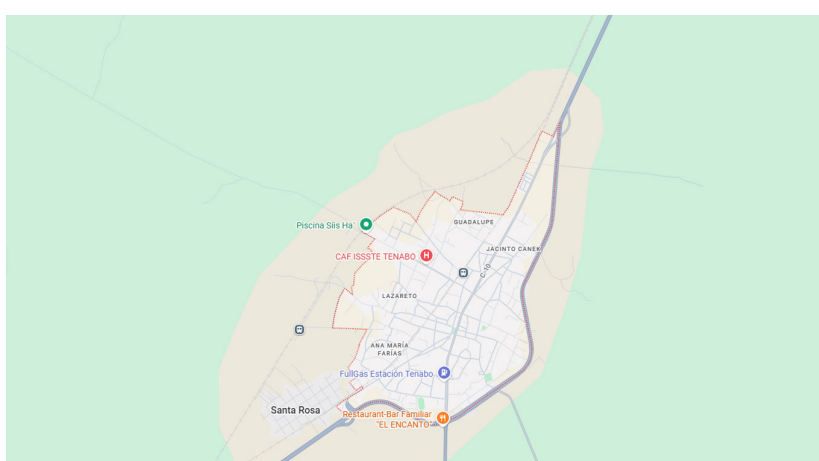 GUADALUPE
Piscina Siis Ha'
JACINTO CANEK
CAF ISSSTE TENABO
H
C. 10
LAZARETO
ANA MARÍA
FARÍAS
FullGas Estación Tenabo
Santa Rosa
Restaurant-Bar Familiar
"EL ENCANTO"